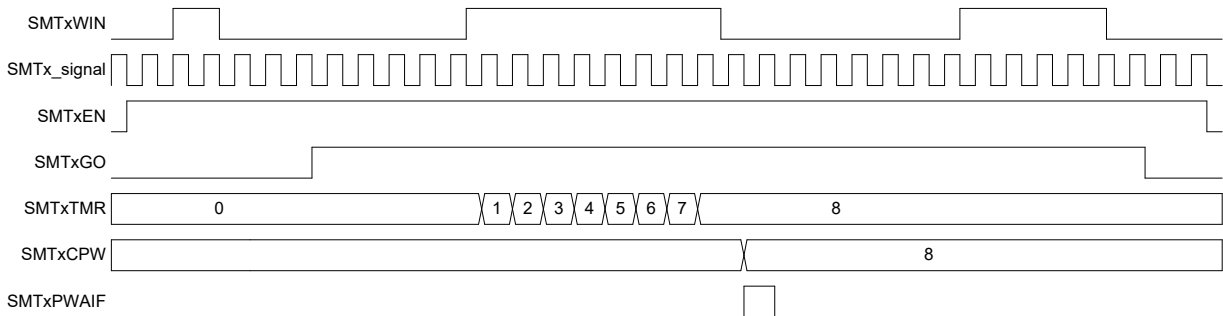 SMTxWIN
SMTx_signal
SMTxEN
SMTxGO
SMTxTMR 0 1 2 3 4 5 6 7 8
SMTxCPW 8
SMTxPWAIF